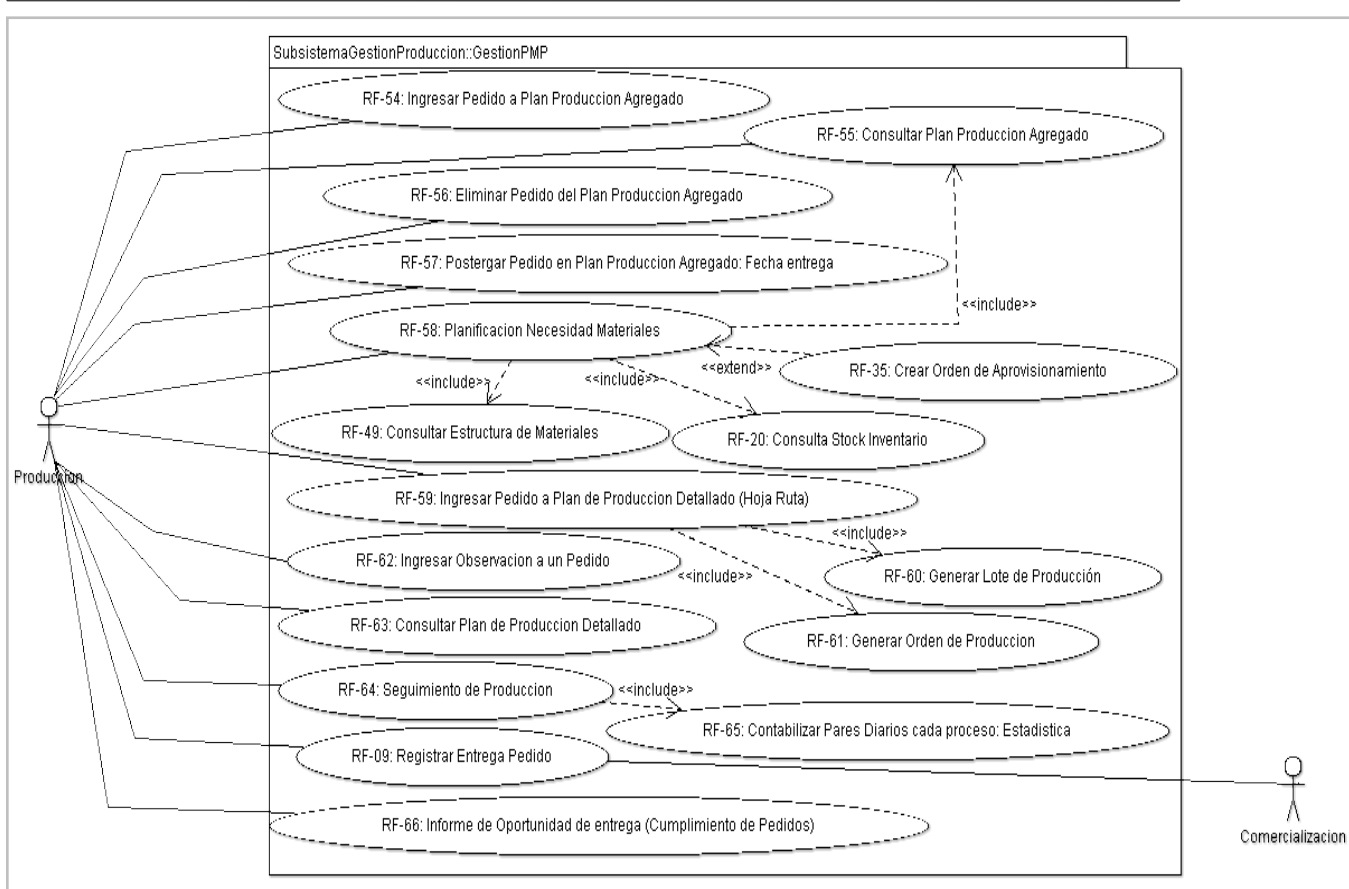 SubsistemaGestionProduccion::GestionPMP
RF-54: Ingresar Pedido a Plan Produccion Agregado
RF-55: Consultar Plan Produccion Agregado
RF-56: Eliminar Pedido del Plan Produccion Agregado
RF-57: Postergar Pedido en Plan Produccion Agregado: Fecha entrega
<<include>>
RF-58: Planificacion Necesidad Materiales
<<extend>>
RF-35: Crear Orden de Aprovisionamiento
<<include>>
<<include>>
RF-49: Consultar Estructura de Materiales
RF-20: Consulta Stock Inventario
Produccion
RF-59: Ingresar Pedido a Plan de Produccion Detallado (Hoja Ruta)
<<include>>
RF-62: Ingresar Observacion a un Pedido
<<include>>
RF-60: Generar Lote de Producción
RF-63: Consultar Plan de Produccion Detallado
RF-61: Generar Orden de Produccion
RF-64: Seguimiento de Produccion
<<include>>
RF-65: Contabilizar Pares Diarios cada proceso: Estadistica
RF-09: Registrar Entrega Pedido
RF-66: Informe de Oportunidad de entrega (Cumplimiento de Pedidos)
Comercializacion